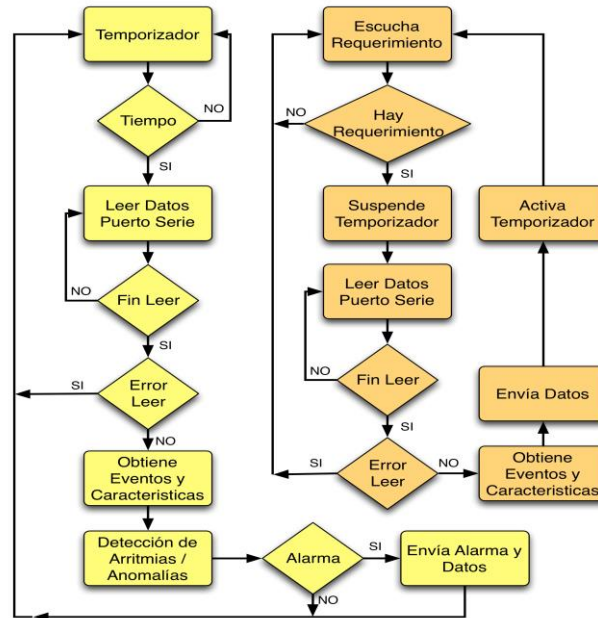 Temporizador
NO
Tiempo
SI
Leer Datos
Puerto Serie
NO
Fin Leer
SI
SI
Error
Leer
NO
Obtiene
Eventos y
Caracteristicas
Detección de
Arritmias /
Anomalías
Alarma
SI
NO
Envía Alarma y
Datos
Escucha
Requerimiento
NO
Hay
Requerimiento
SI
Suspende
Temporizador
Leer Datos
Puerto Serie
NO
Fin Leer
SI
SI
Error
Leer
NO
Obtiene
Eventos y
Caracteristicas
Envía Datos
Activa
Temporizador